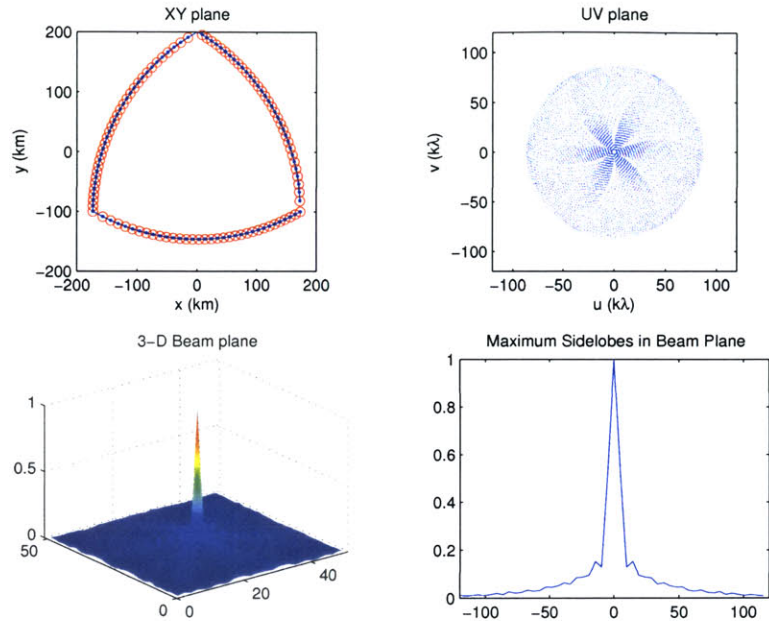 XY plane
200
100
0
−100
−200
y (km)
−200 −100 0 100 200
x (km)
UV plane
100
50
0
−50
−100
v (kλ)
−100 −50 0 50 100
u (kλ)
3−D Beam plane
1
0.5
0
50
0
0
20
40
Maximum Sidelobes in Beam Plane
1
0.8
0.6
0.4
0.2
0
−100 −50 0 50 100